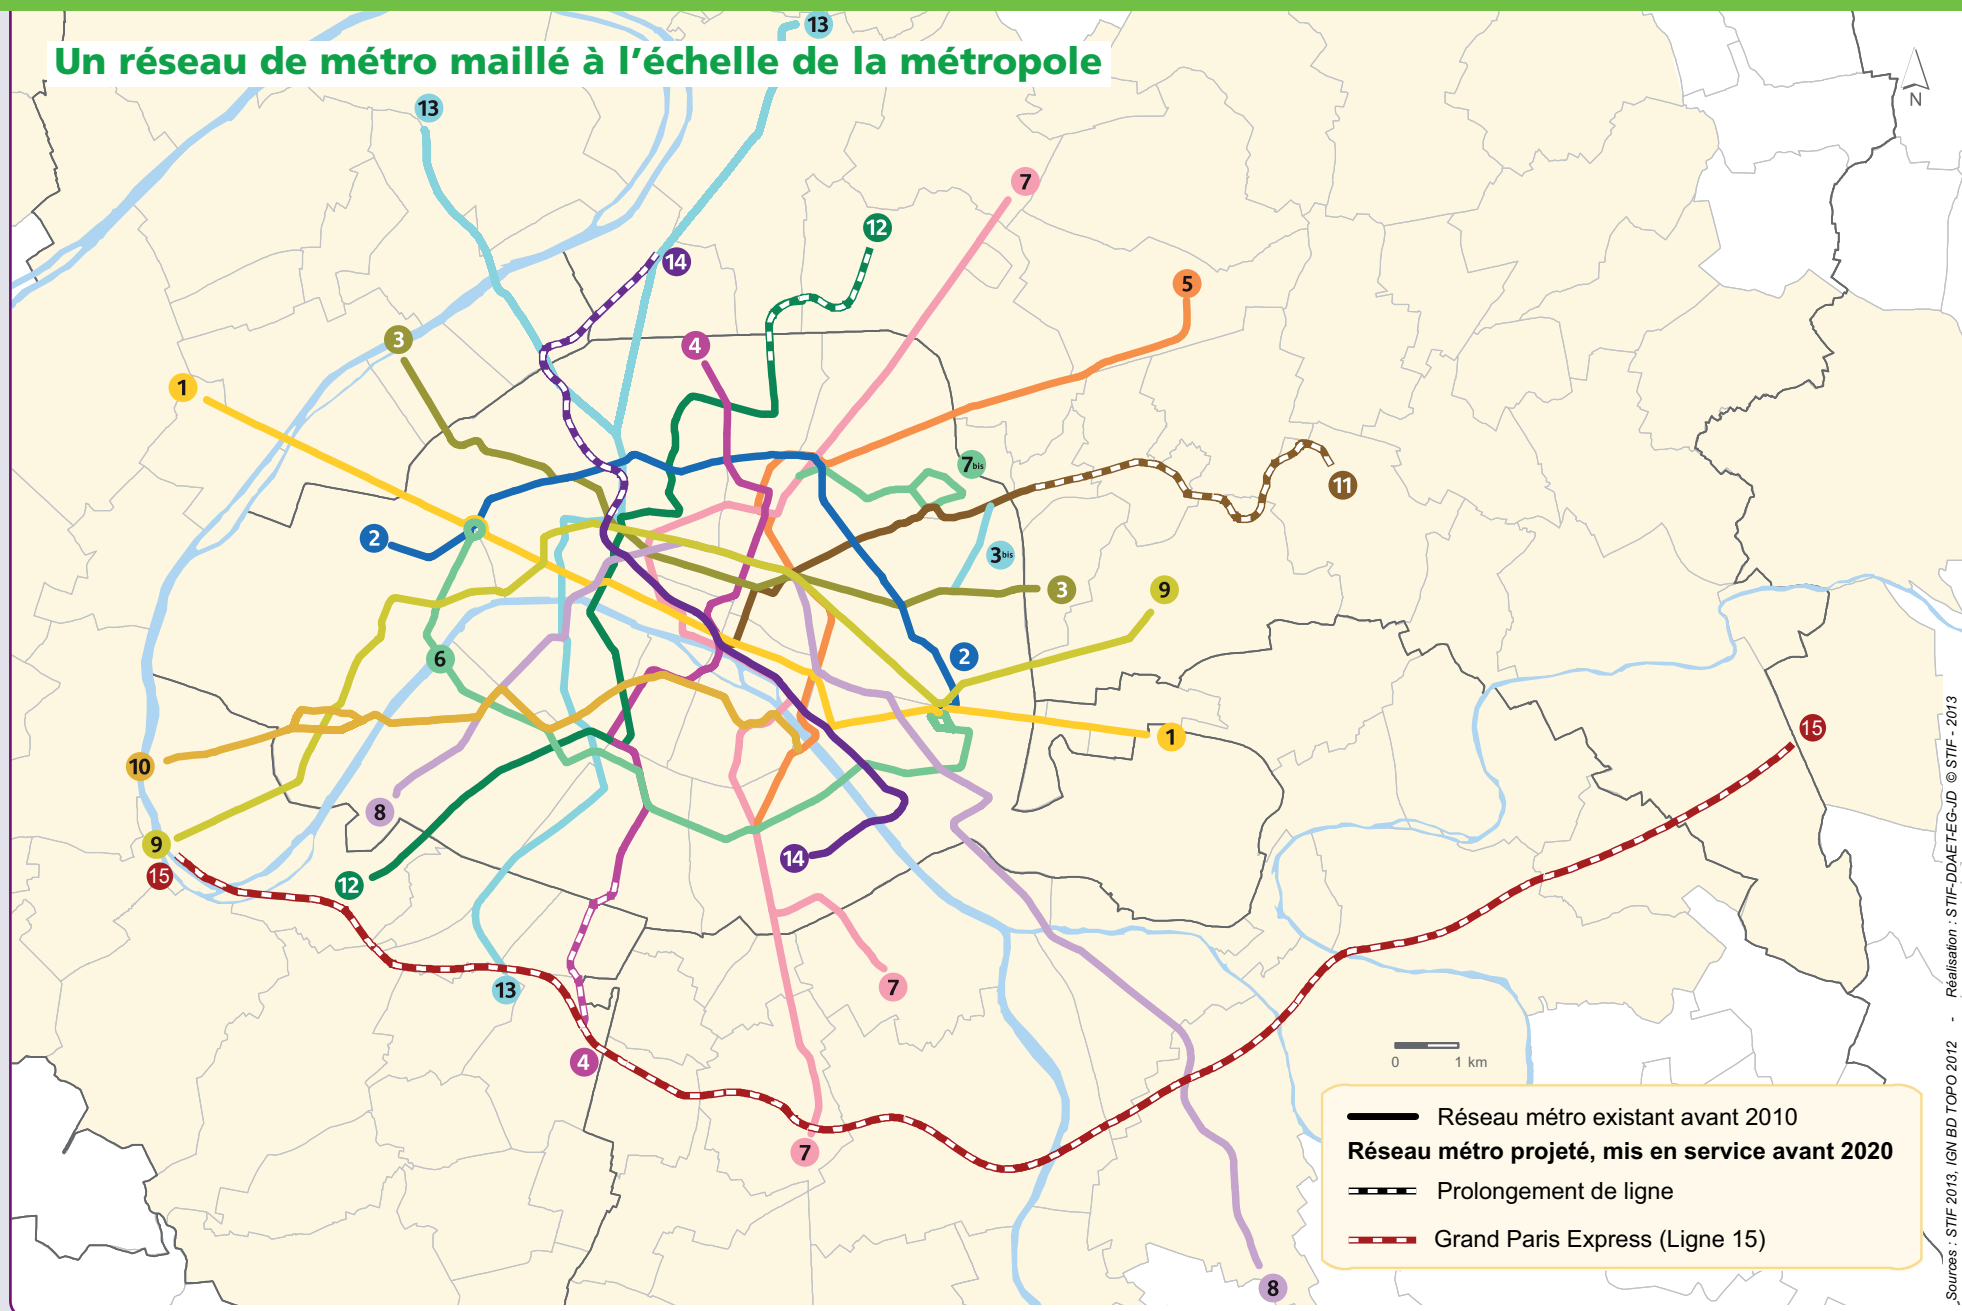 13
Un réseau de métro maillé à l’échelle de la métropole
N
13
7
12
14
5
3
4
1
7bis
11
2
3bis
3
9
6
2
15
1
10
8
9
14
15
12
7
13
4
0 1 km
7
8
Réseau métro existant avant 2010
Réseau métro projeté, mis en service avant 2020
Prolongement de ligne
Grand Paris Express (Ligne 15)
Sources : STIF 2013, IGN BD TOPO 2012 - Réalisation : STIF-DDAET-EG-JD © STIF - 2013